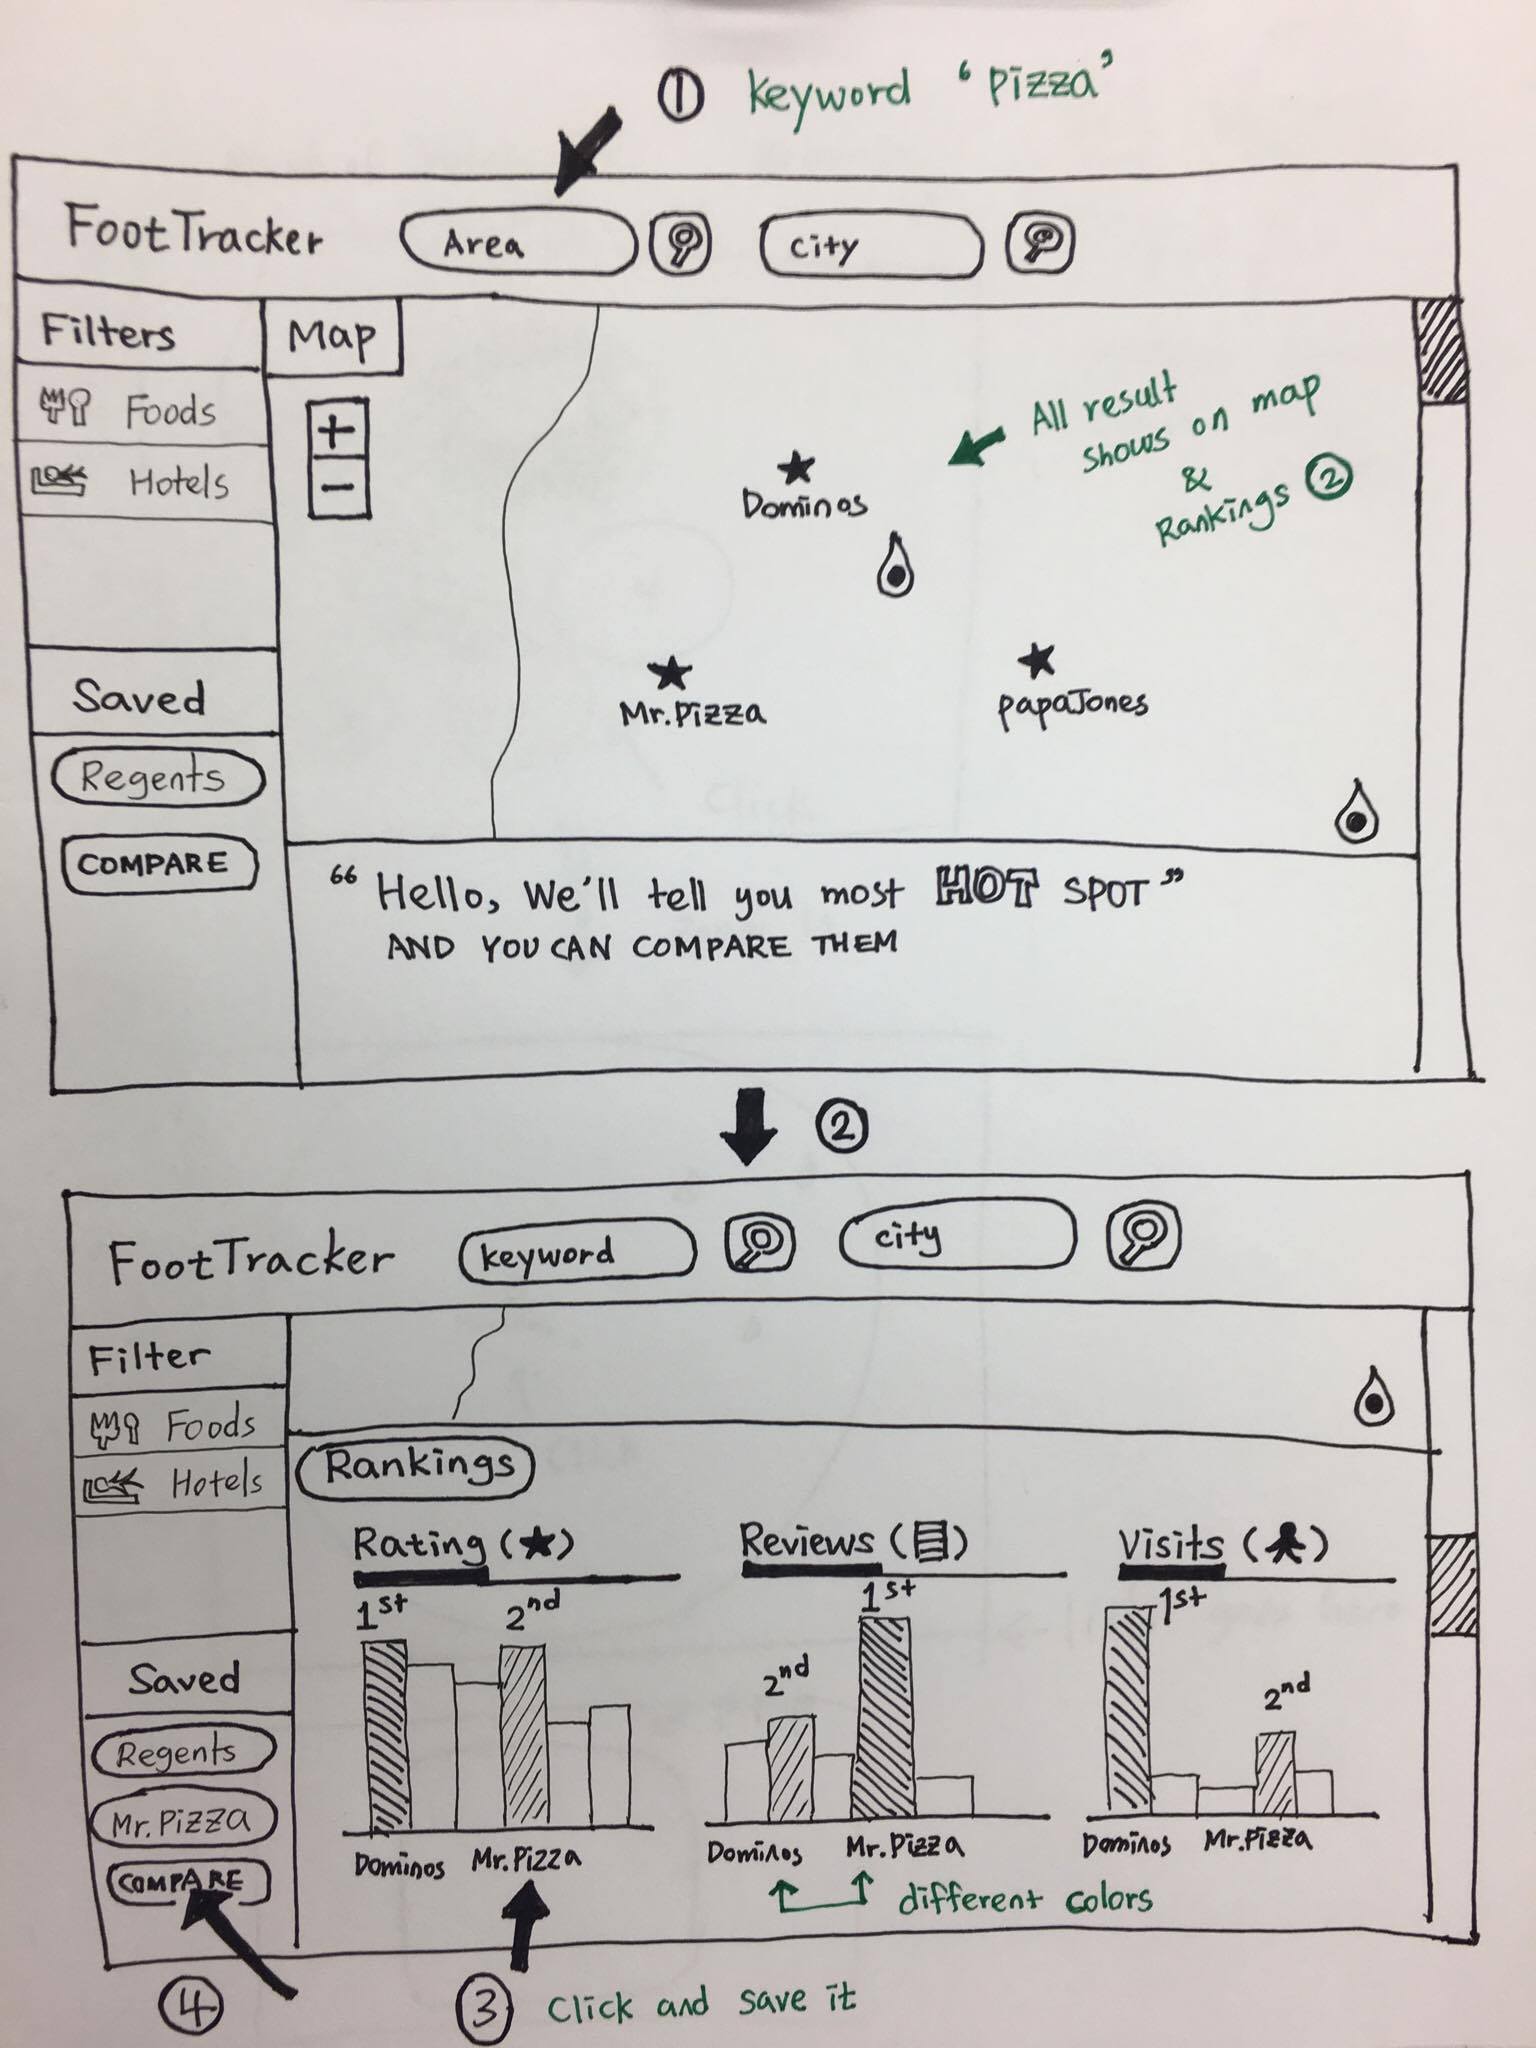 ① keyword ‘pizza’
FootTracker Area city
Filters Map
Foods
Hotels
+
−
All result
shows on map
&
Rankings ②
Dominos
Mr.Pizza papaJones
Saved
Regents
COMPARE
“Hello, We'll tell you most HOT SPOT”
AND YOU CAN COMPARE THEM
②
FootTracker keyword city
Filter
Foods
Hotels
Rankings
Rating (★) Reviews ( ) Visits ( )
1st 2nd 2nd 1st 1st 2nd
Dominos Mr.Pizza Dominos Mr.Pizza Dominos Mr.Pizza
different colors
Saved
Regents
Mr.Pizza
COMPARE
④ ③ Click and save it